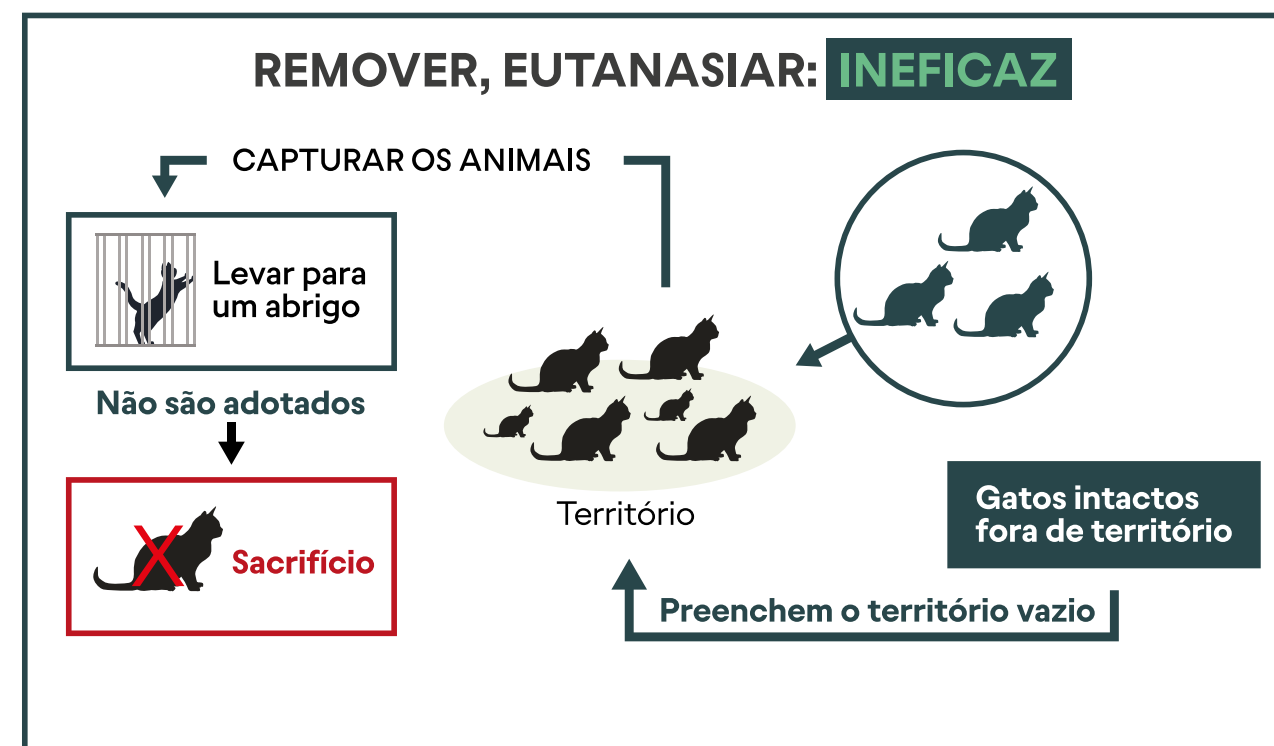 REMOVER, EUTANASIAR: INEFICAZ
CAPTURAR OS ANIMAIS
Levar para
um abrigo
Não são adotados
Sacrifício
Território
Gatos intactos
fora de território
Preenchem o território vazio